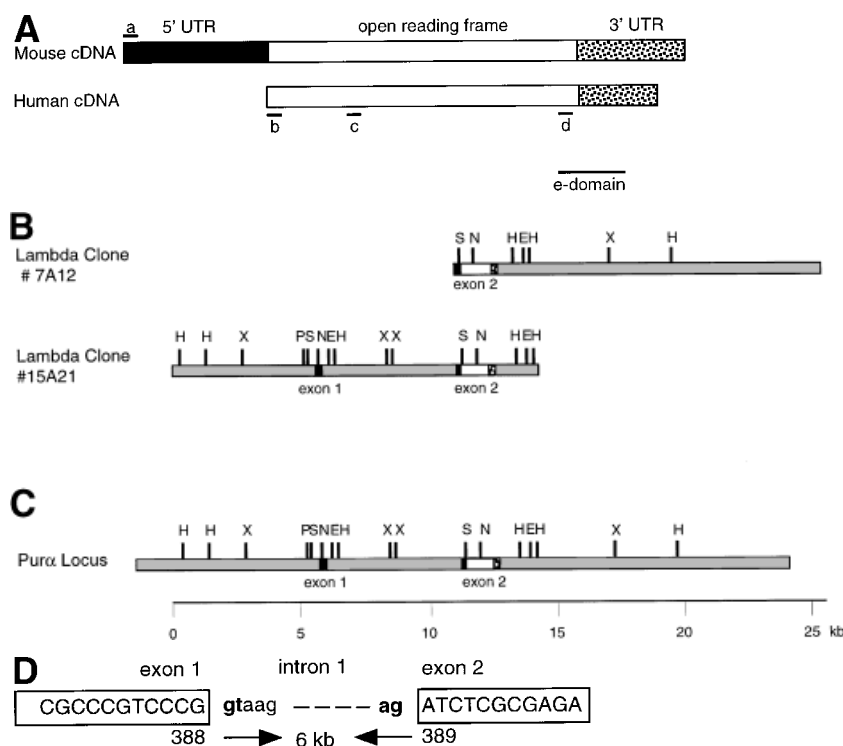 A
a 5' UTR open reading frame 3' UTR
Mouse cDNA
Human cDNA
b c d
e-domain
B
S N H E H X H
Lambda Clone
# 7A12
exon 2
H H X P S N E H X X S N H E H
Lambda Clone
#15A21
exon 1 exon 2
C
H H X P S N E H X X S N H E H X H
Purα Locus
exon 1 exon 2
0 5 10 15 20 25 kb
D exon 1 intron 1 exon 2
CGCCCGTCCCG gtaag ag ATCTCGCGAGA
388 6 kb 389